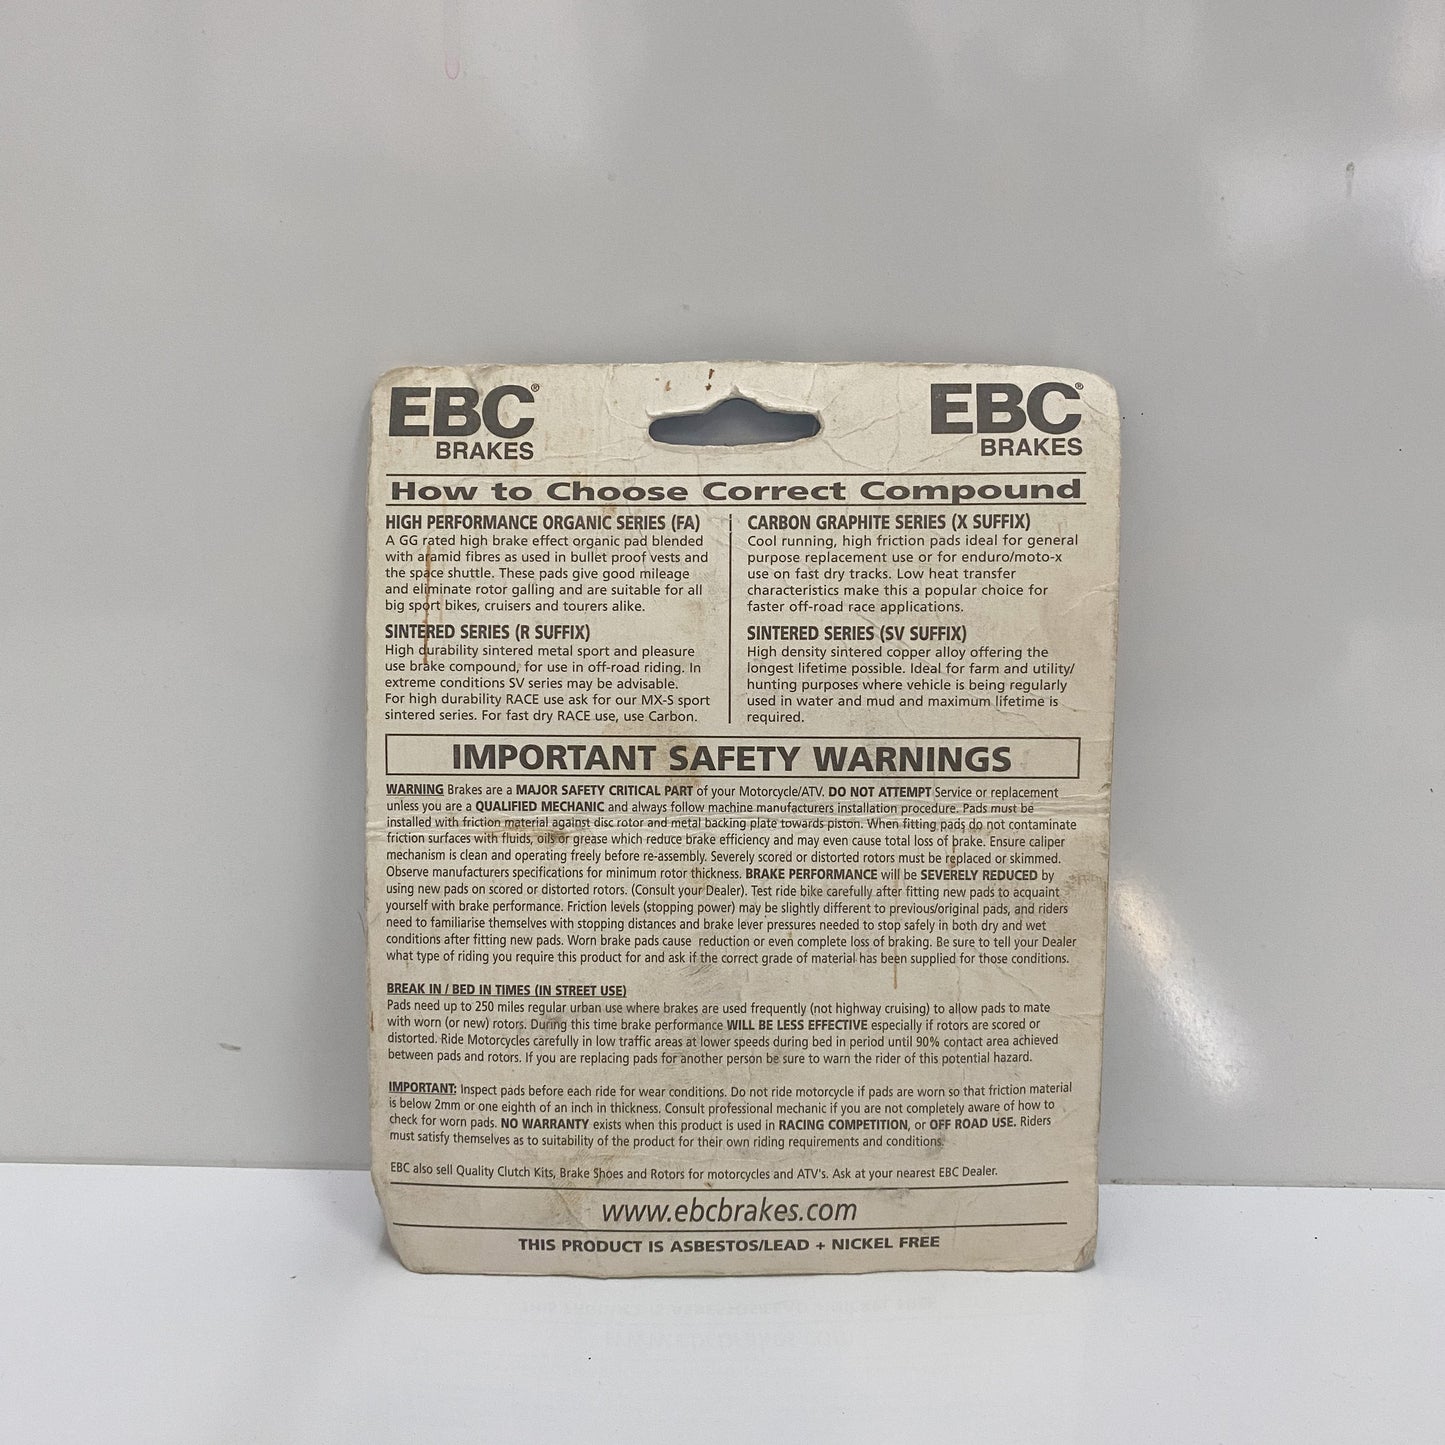 EBC®
BRAKES
EBC®
BRAKES
How to Choose Correct Compound
HIGH PERFORMANCE ORGANIC SERIES (FA)
A GG rated high brake effect organic pad blended
with aramid fibres as used in bullet proof vests and
the space shuttle. These pads give good mileage
and eliminate rotor galling and are suitable for all
big sport bikes, cruisers and tourers alike.
SINTERED SERIES (R SUFFIX)
High durability sintered metal sport and pleasure
use brake compound, for use in off-road riding. In
extreme conditions SV series may be advisable.
For high durability RACE use ask for our MX-S sport
sintered series. For fast dry RACE use, use Carbon.
CARBON GRAPHITE SERIES (X SUFFIX)
Cool running, high friction pads ideal for general
purpose replacement use or for enduro/moto-x
use on fast dry tracks. Low heat transfer
characteristics make this a popular choice for
faster off-road race applications.
SINTERED SERIES (SV SUFFIX)
High density sintered copper alloy offering the
longest lifetime possible. Ideal for farm and utility/
hunting purposes where vehicle is being regularly
used in water and mud and maximum lifetime is
required.
IMPORTANT SAFETY WARNINGS
WARNING Brakes are a MAJOR SAFETY CRITICAL PART of your Motorcycle/ATV. DO NOT ATTEMPT Service or replacement
unless you are a QUALIFIED MECHANIC and always follow machine manufacturers installation procedure. Pads must be
installed with friction material against disc rotor and metal backing plate towards piston. When fitting pads do not contaminate
friction surfaces with fluids, oils or grease which reduce brake efficiency and may even cause total loss of brake. Ensure caliper
mechanism is clean and operating freely before re-assembly. Severely scored or distorted rotors must be replaced or skimmed.
Observe manufacturers specifications for minimum rotor thickness. BRAKE PERFORMANCE will be SEVERELY REDUCED by
using new pads on scored or distorted rotors. (Consult your Dealer). Test ride bike carefully after fitting new pads to acquaint
yourself with brake performance. Friction levels (stopping power) may be slightly different to previous/original pads, and riders
need to familiarise themselves with stopping distances and brake lever pressures needed to stop safely in both dry and wet
conditions after fitting new pads. Worn brake pads cause reduction or even complete loss of braking. Be sure to tell your Dealer
what type of riding you require this product for and ask if the correct grade of material has been supplied for those conditions.
BREAK IN / BED IN TIMES (IN STREET USE)
Pads need up to 250 miles regular urban use where brakes are used frequently (not highway cruising) to allow pads to mate
with worn (or new) rotors. During this time brake performance WILL BE LESS EFFECTIVE especially if rotors are scored or
distorted. Ride Motorcycles carefully in low traffic areas at lower speeds during bed in period until 90% contact area achieved
between pads and rotors. If you are replacing pads for another person be sure to warn the rider of this potential hazard.
IMPORTANT: Inspect pads before each ride for wear conditions. Do not ride motorcycle if pads are worn so that friction material
is below 2mm or one eighth of an inch in thickness. Consult professional mechanic if you are not completely aware of how to
check for worn pads. NO WARRANTY exists when this product is used in RACING COMPETITION, or OFF ROAD USE. Riders
must satisfy themselves as to suitability of the product for their own riding requirements and conditions.
EBC also sell Quality Clutch Kits, Brake Shoes and Rotors for motorcycles and ATV's. Ask at your nearest EBC Dealer.
www.ebcbrakes.com
THIS PRODUCT IS ASBESTOS/LEAD + NICKEL FREE